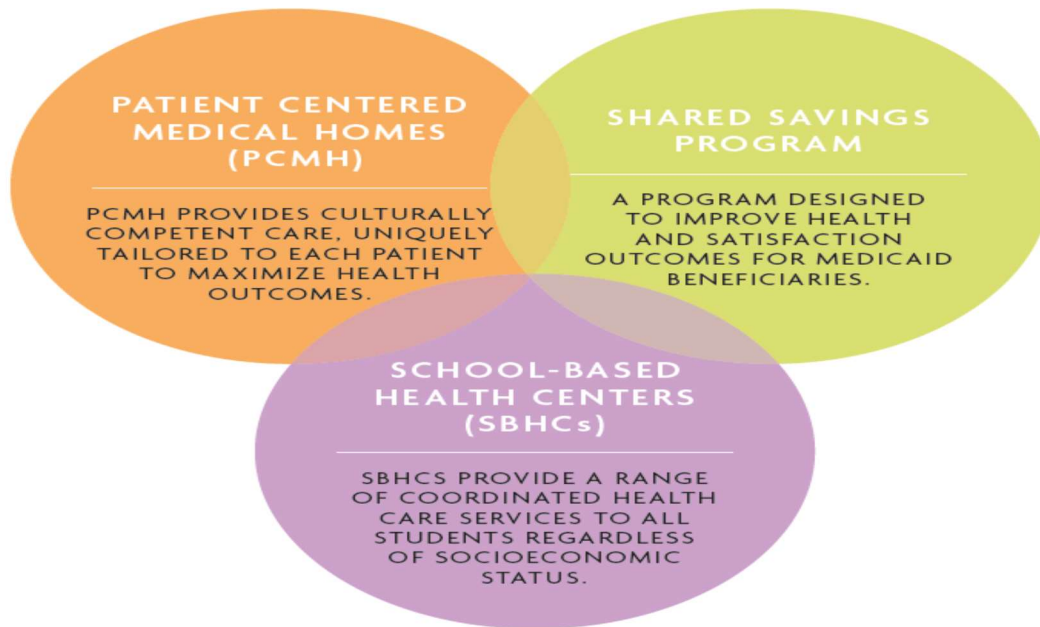 PATIENT CENTERED
MEDICAL HOMES
(PCMH)
PCMH PROVIDES CULTURALLY
COMPETENT CARE, UNIQUELY
TAILORED TO EACH PATIENT
TO MAXIMIZE HEALTH
OUTCOMES.
SHARED SAVINGS
PROGRAM
A PROGRAM DESIGNED
TO IMPROVE HEALTH
AND SATISFACTION
OUTCOMES FOR MEDICAID
BENEFICIARIES.
SCHOOL-BASED
HEALTH CENTERS
(SBHCs)
SBHCS PROVIDE A RANGE
OF COORDINATED HEALTH
CARE SERVICES TO ALL
STUDENTS REGARDLESS
OF SOCIOECONOMIC
STATUS.